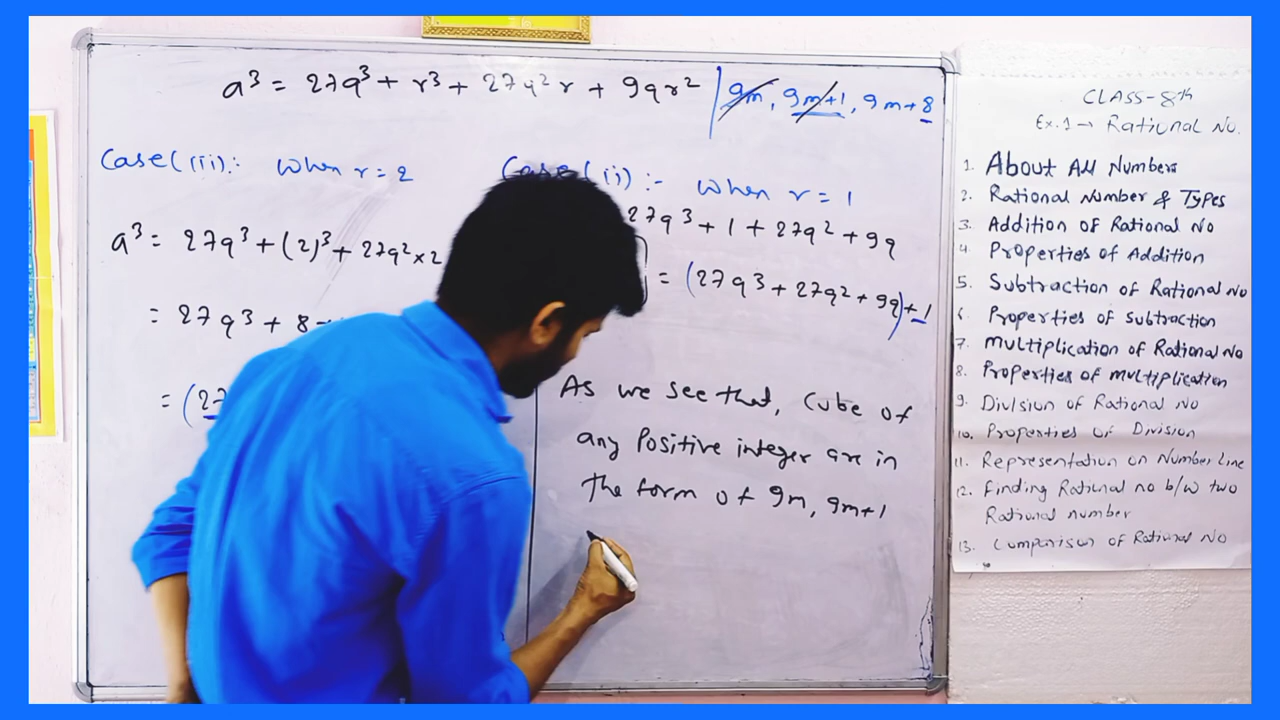 a³ = 27q³ + r³ + 27q²r + 9qr² | 9m, 9m+1, 9m+8
Case(iii):- when r = 2
a³ = 27q³ + (2)³ + 27q² × 2
= 27q³ + 8
= (27
(ii) :- when r = 1
27q³ + 1 + 27q² + 9q
= (27q³ + 27q² + 9q) + 1
As we see that, Cube of
any Positive integer are in
the form of 9m, 9m+1
CLASS-8th
Ex.1→ Rational No.
1. About All Numbers
2. Rational Number & Types
3. Addition of Rational No
4. Properties of Addition
5. Subtraction of Rational No
6. Properties of Subtraction
7. Multiplication of Rational No
8. Properties of multiplication
9. Division of Rational No
10. Properties of Division
11. Representation on Number Line
12. Finding Rational no b/w two
Rational number
13. Comparison of Rational No